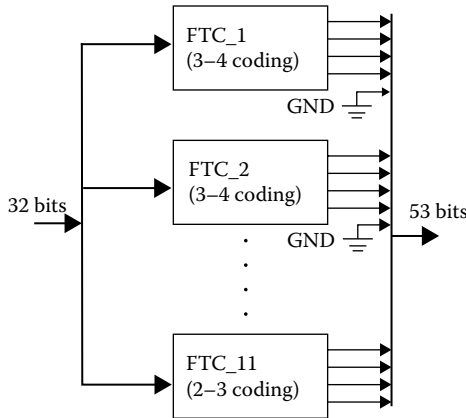 FTC_1
(3–4 coding)
GND
FTC_2
(3–4 coding)
32 bits
53 bits
GND
FTC_11
(2–3 coding)